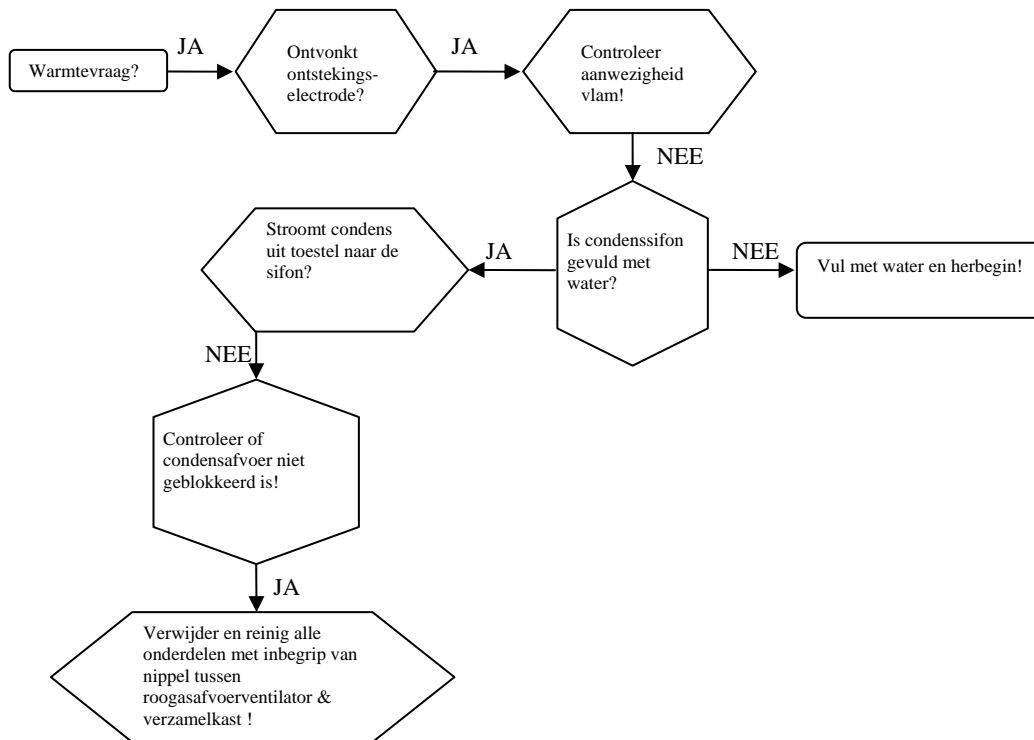 Warmtevraag?
JA
Ontvonkt
ontstekings-
electrode?
JA
Controleer
aanwezigheid
vlam!
NEE
Is condenssifon
gevuld met
water?
NEE
Vul met water en herbegin!
JA
Stroomt condens
uit toestel naar de
sifon?
NEE
Controleer of
condensafvoer niet
geblokkeerd is!
JA
Verwijder en reinig alle
onderdelen met inbegrip van
nippel tussen
roogasafvoerventilator &
verzamelkast !